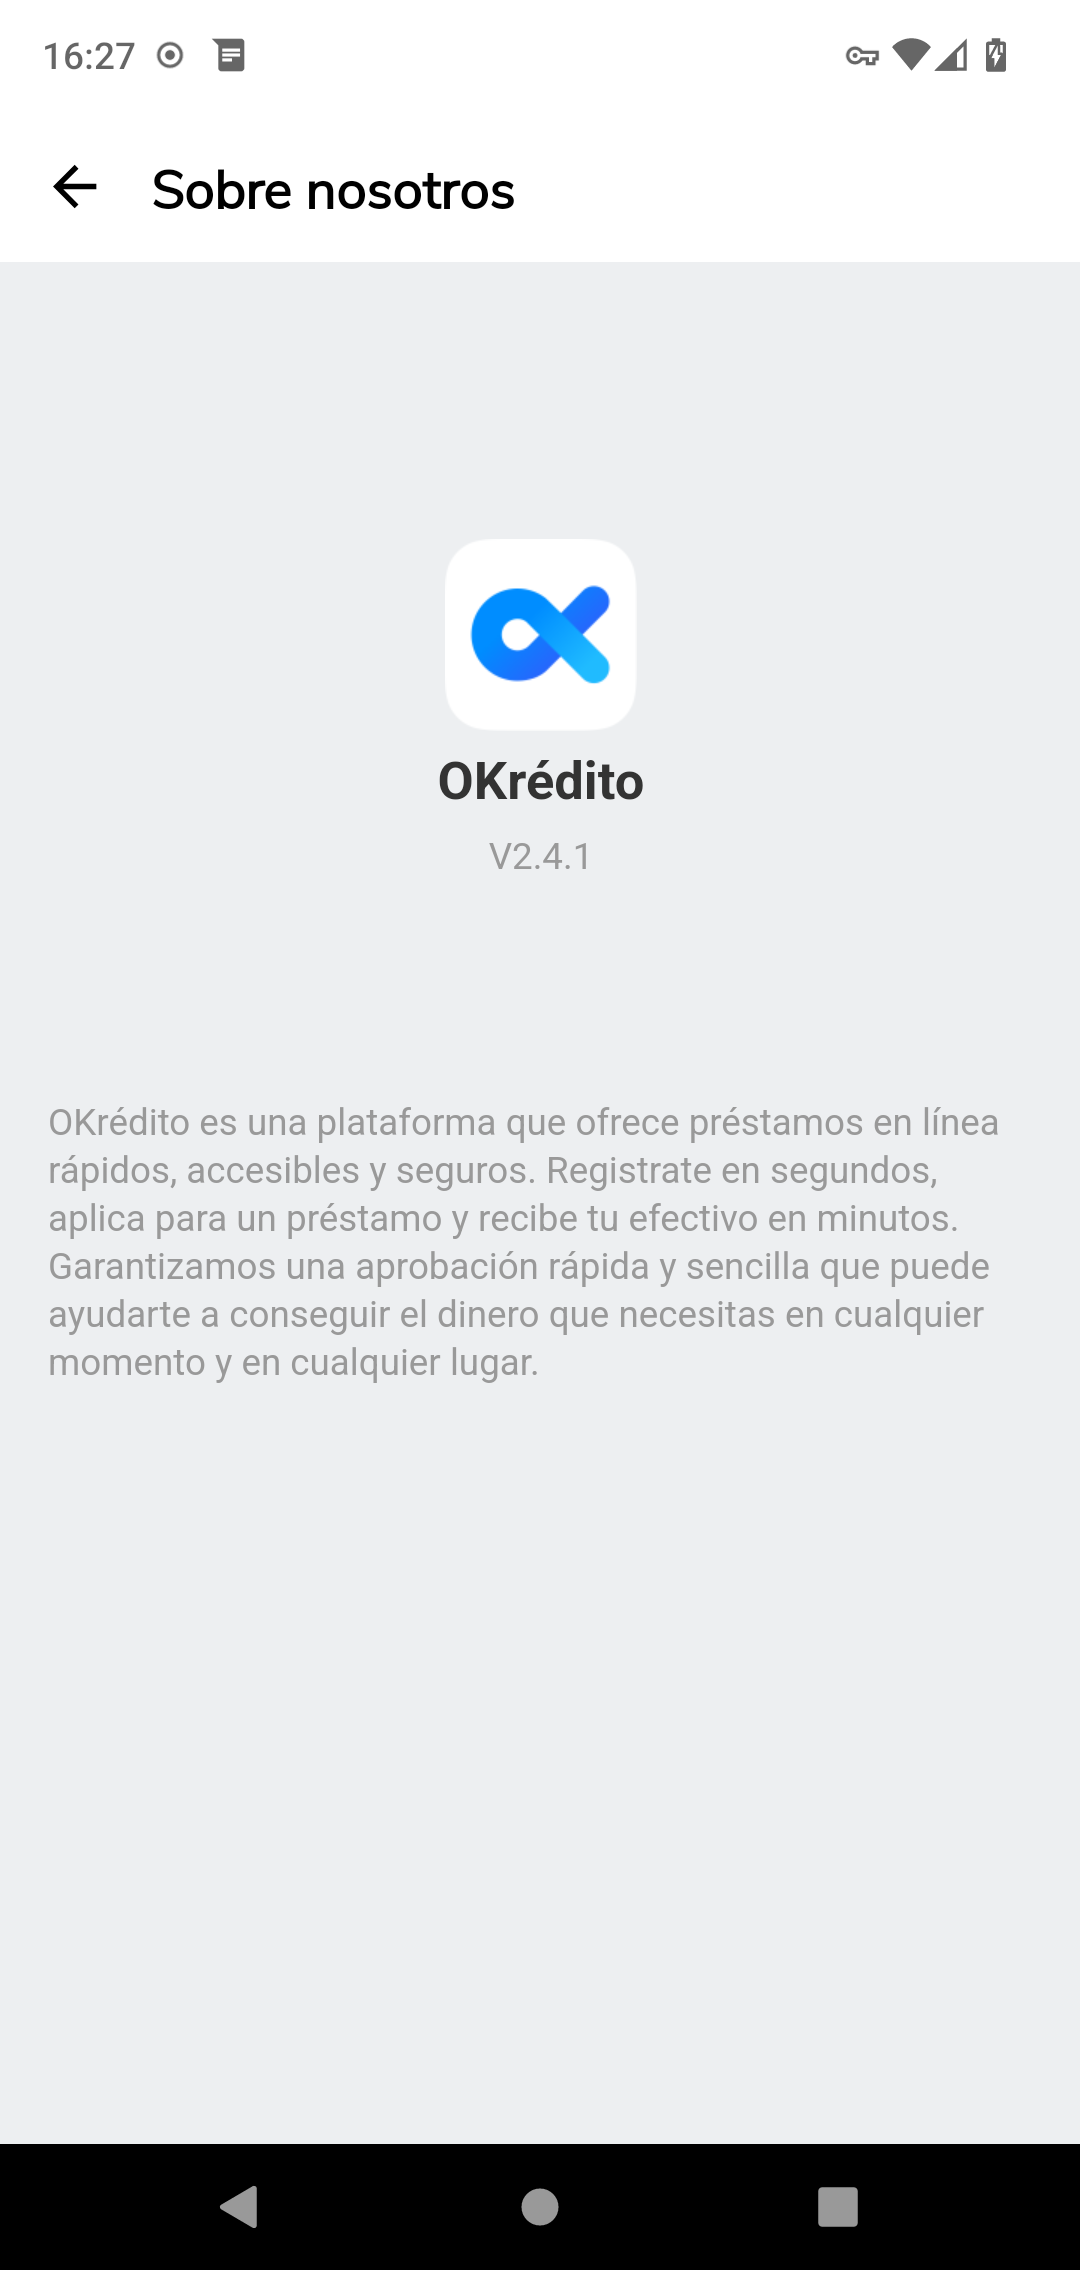 16:27
Sobre nosotros
OKrédito
V2.4.1
OKrédito es una plataforma que ofrece préstamos en línea
rápidos, accesibles y seguros. Registrate en segundos,
aplica para un préstamo y recibe tu efectivo en minutos.
Garantizamos una aprobación rápida y sencilla que puede
ayudarte a conseguir el dinero que necesitas en cualquier
momento y en cualquier lugar.